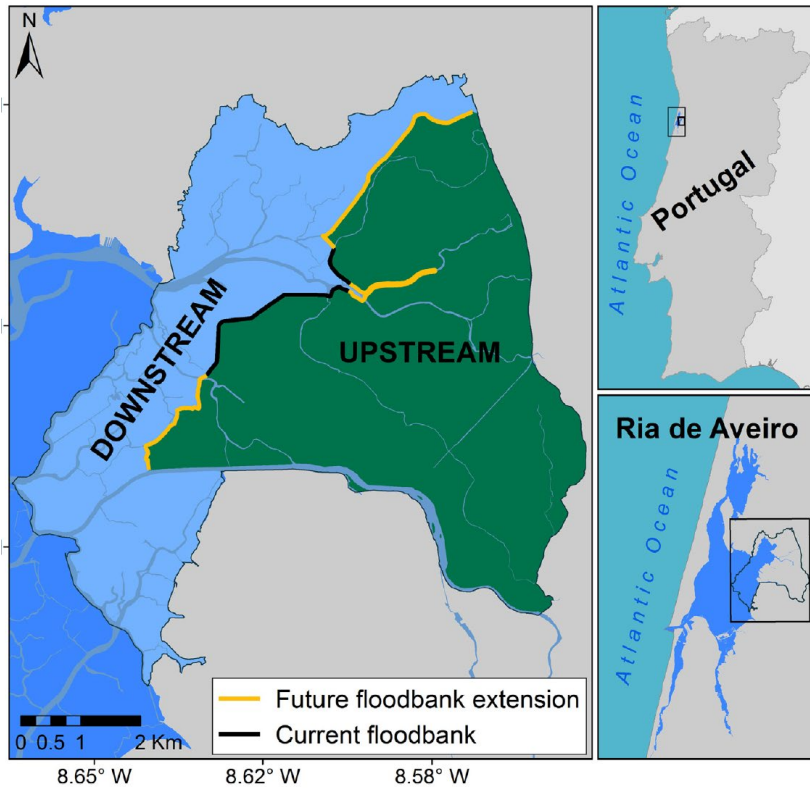 N
DOWNSTREAM
UPSTREAM
Future floodbank extension
Current floodbank
0 0.5 1 2 Km
8.65° W
8.62° W
8.58° W
Atlantic Ocean
Portugal
Ria de Aveiro
Atlantic Ocean